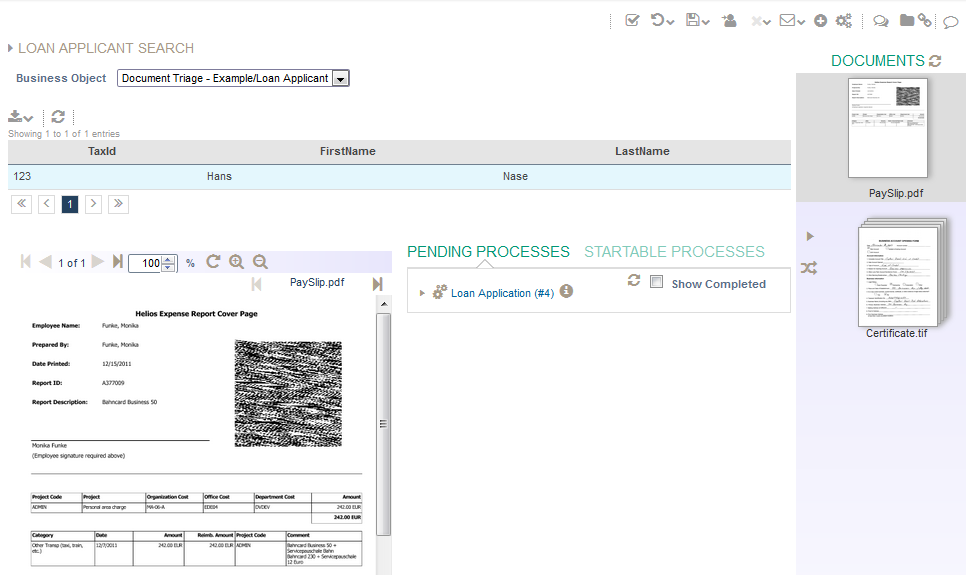 LOAN APPLICANT SEARCH
Business Object Document Triage - Example/Loan Applicant
Showing 1 to 1 of 1 entries
TaxId FirstName LastName
123 Hans Nase
1
DOCUMENTS
PaySlip.pdf
Certificate.tif
1 of 1 100 %
PaySlip.pdf
Helios Expense Report Cover Page
Employee Name: Funke, Monika
Prepared By: Funke, Monika
Date Printed: 12/15/2011
Report ID: A377009
Report Description: Bahncard Business 50
Monika Funke
(Employee signature required above)
Project Code Project Organization Cost Office Cost Department Cost Amount
ADMIN Personal area charge MA-06-A EDE04 DVDEV 242.00 EUR
242.00 EUR
Category Date Amount Reimb. Amount Project Code Comment
Other Transp (taxi, train, etc.) 12/7/2011 242.00 EUR 242.00 EUR ADMIN Bahncard Business 50 +
Servicepauschale Bahn
Bahncard 230 + Servicepauschale
12 Euro
PENDING PROCESSES STARTABLE PROCESSES
Loan Application (#4) Show Completed